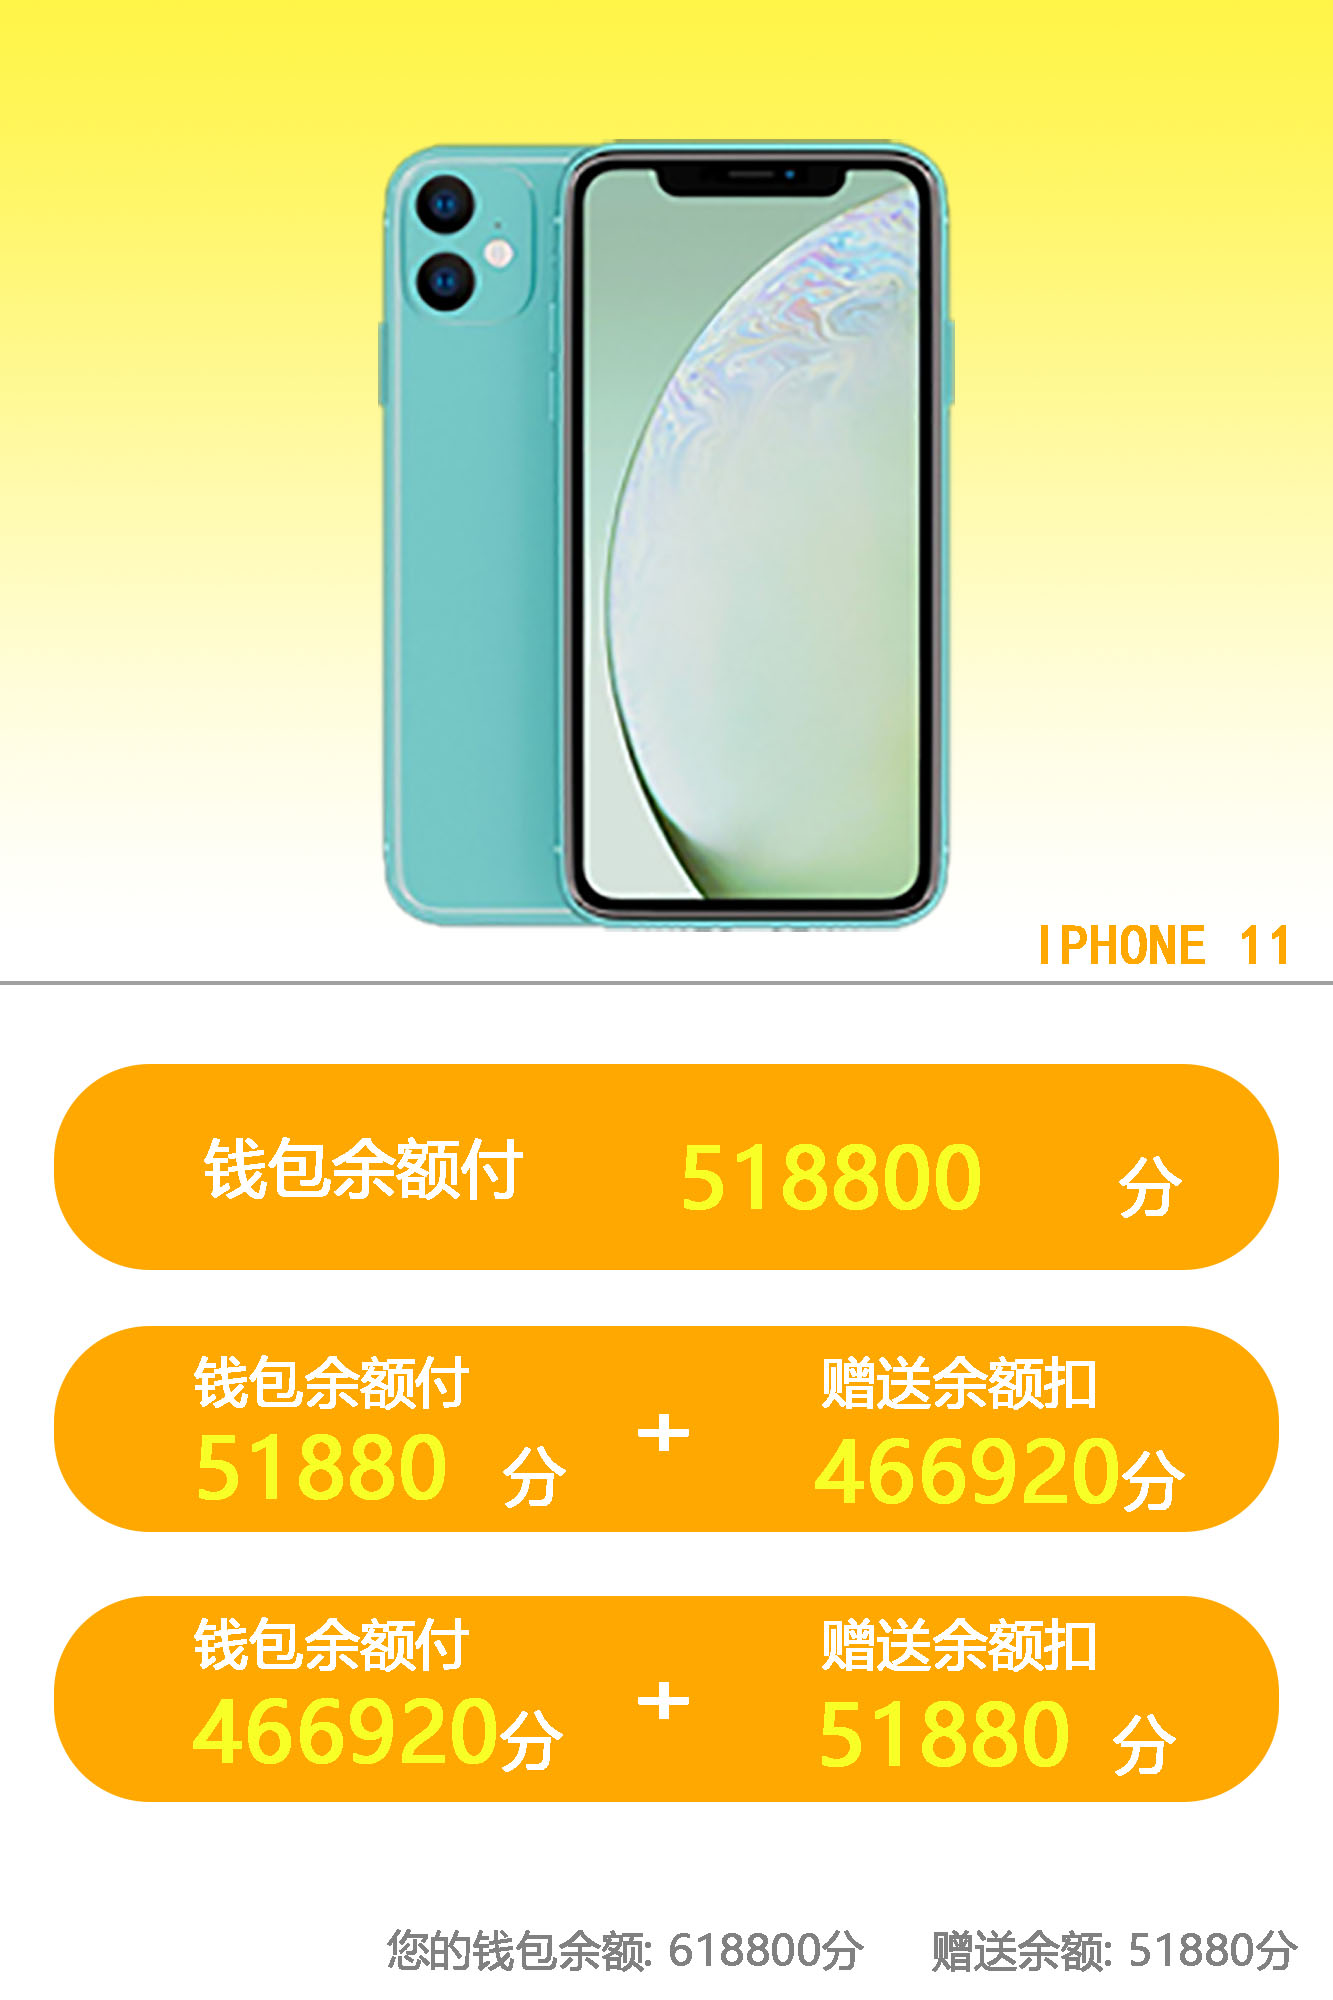 IPHONE 11
钱包余额付 518800 分
钱包余额付 赠送余额扣
51880 分 + 466920分
钱包余额付 赠送余额扣
466920分 + 51880 分
您的钱包余额: 618800分 赠送余额: 51880分